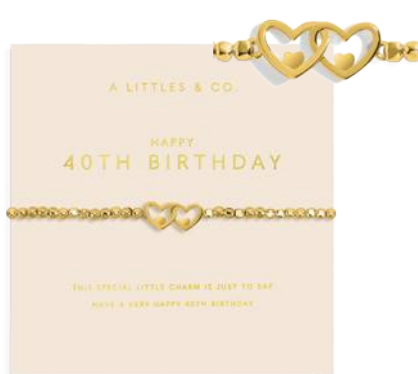 A LITTLES & CO.
HAPPY
40TH BIRTHDAY
THIS SPECIAL LITTLE CHARM IS JUST TO SAY
HAVE A VERY HAPPY 40TH BIRTHDAY